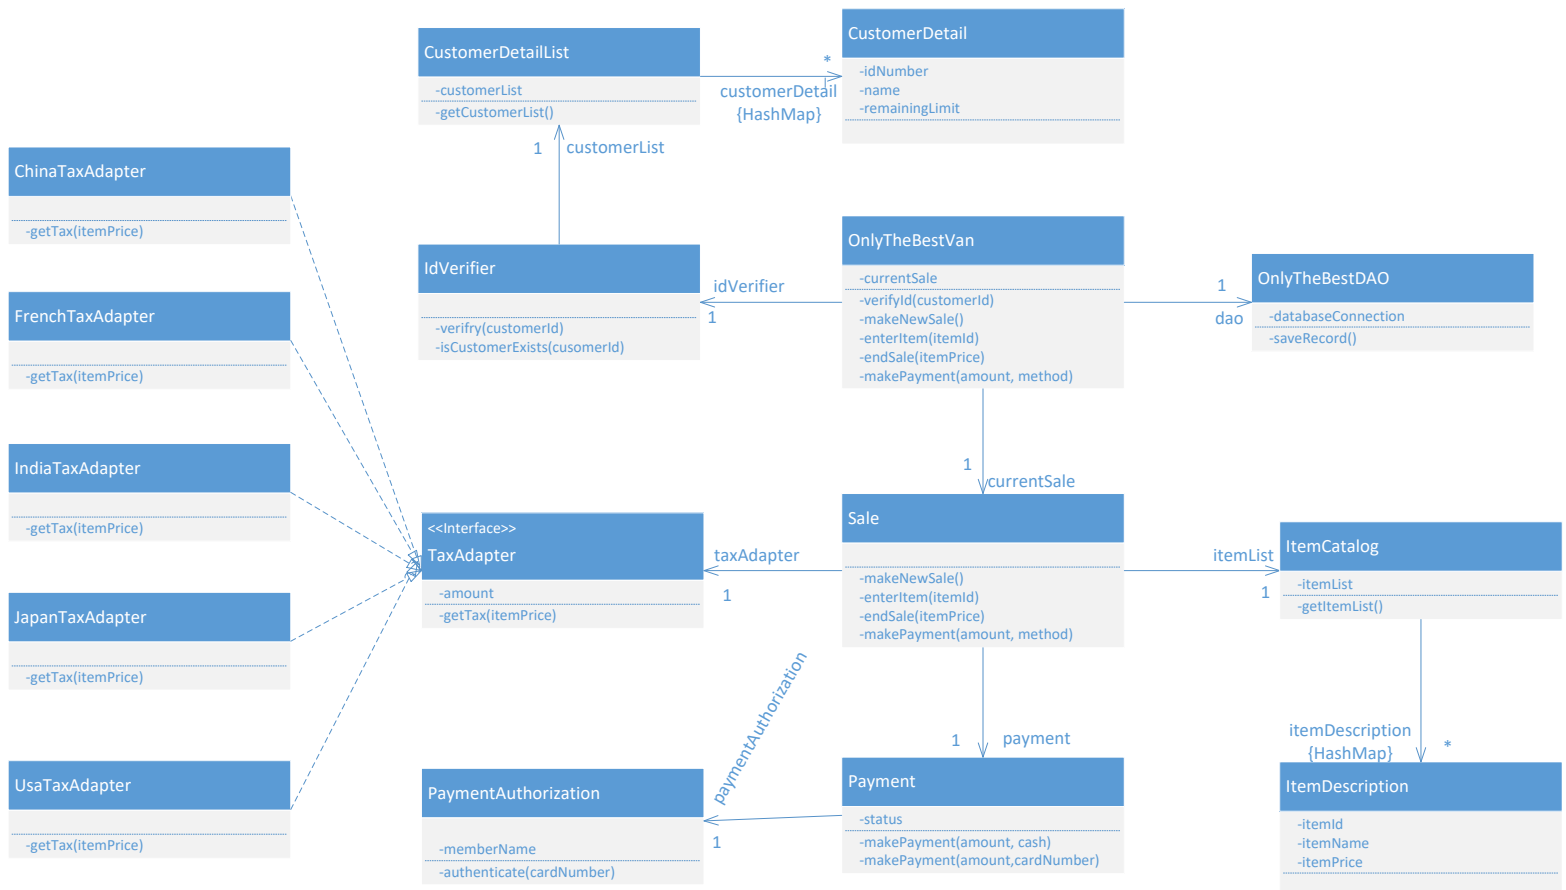 CustomerDetailList
-customerList
-getCustomerList()
*
customerDetail
{HashMap}
CustomerDetail
-idNumber
-name
-remainingLimit
1 customerList
ChinaTaxAdapter
-getTax(itemPrice)
FrenchTaxAdapter
-getTax(itemPrice)
IndiaTaxAdapter
-getTax(itemPrice)
JapanTaxAdapter
-getTax(itemPrice)
UsaTaxAdapter
-getTax(itemPrice)
IdVerifier
-verifry(customerId)
-isCustomerExists(cusomerId)
idVerifier
1
OnlyTheBestVan
-currentSale
-verifyId(customerId)
-makeNewSale()
-enterItem(itemId)
-endSale(itemPrice)
-makePayment(amount, method)
1
dao
OnlyTheBestDAO
-databaseConnection
-saveRecord()
1
currentSale
<<Interface>>
TaxAdapter
-amount
-getTax(itemPrice)
taxAdapter
1
Sale
-makeNewSale()
-enterItem(itemId)
-endSale(itemPrice)
-makePayment(amount, method)
itemList
1
ItemCatalog
-itemList
-getItemList()
paymentAuthorization
1
1 payment
itemDescription
{HashMap}
*
PaymentAuthorization
-memberName
-authenticate(cardNumber)
Payment
-status
-makePayment(amount, cash)
-makePayment(amount,cardNumber)
ItemDescription
-itemId
-itemName
-itemPrice